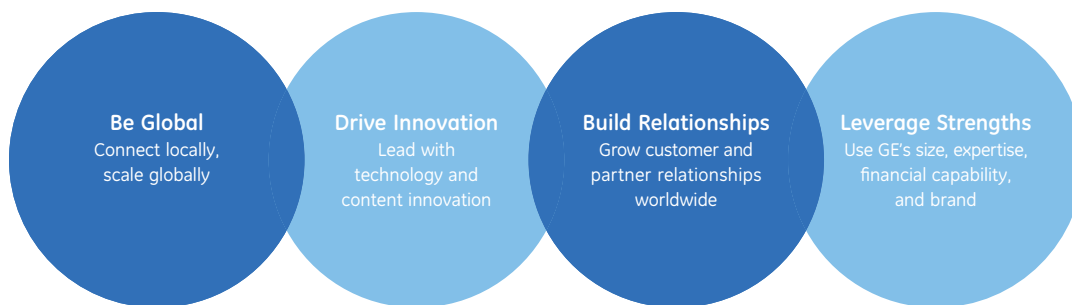 Be Global
Connect locally,
scale globally
Drive Innovation
Lead with
technology and
content innovation
Build Relationships
Grow customer and
partner relationships
worldwide
Leverage Strengths
Use GE's size, expertise,
financial capability,
and brand